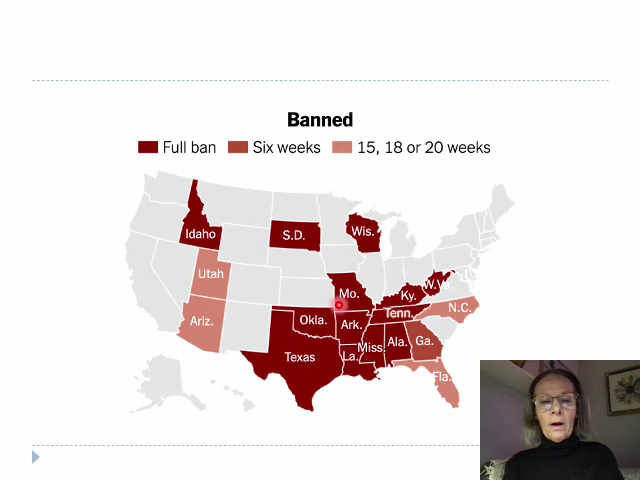 Banned
Full ban Six weeks 15, 18 or 20 weeks
Idaho
S.D.
Wis.
Utah
Mo.
Ky.
W.V.
Ariz.
Okla.
Ark.
Tenn.
N.C.
Texas
La.
Miss.
Ala.
Ga.
Fla.